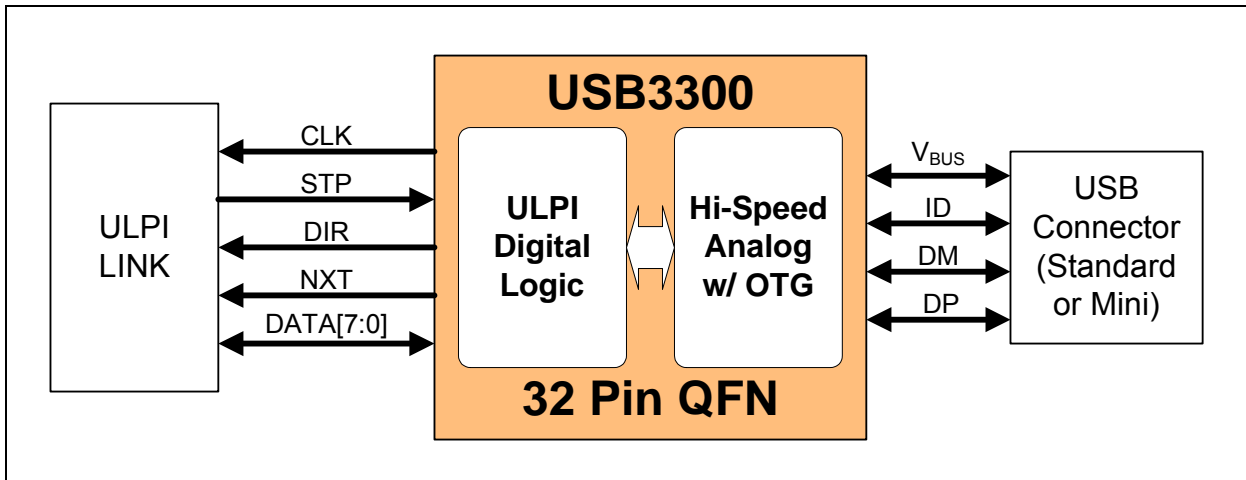 USB3300
ULPI
LINK
CLK
STP
DIR
NXT
DATA[7:0]
ULPI
Digital
Logic
Hi-Speed
Analog
w/ OTG
VBUS
ID
DM
DP
USB
Connector
(Standard
or Mini)
32 Pin QFN